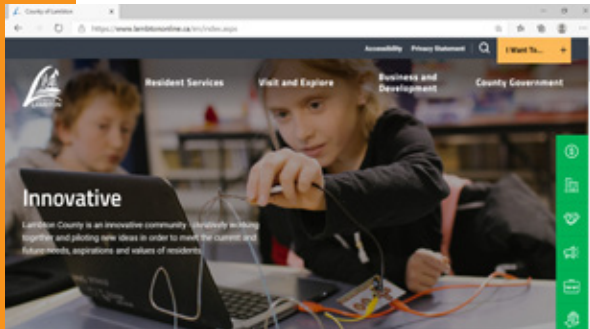 County of Lambton
https://www.lambtononline.ca/en/index.aspx
Accessibility Privacy Statement I Want To... +
LAMBTON
Resident Services Visit and Explore Business and Development County Government
Innovative
Lambton County is an innovative community - positively working
together and piloting new ideas in order to meet the current and
future needs, aspirations and values of residents